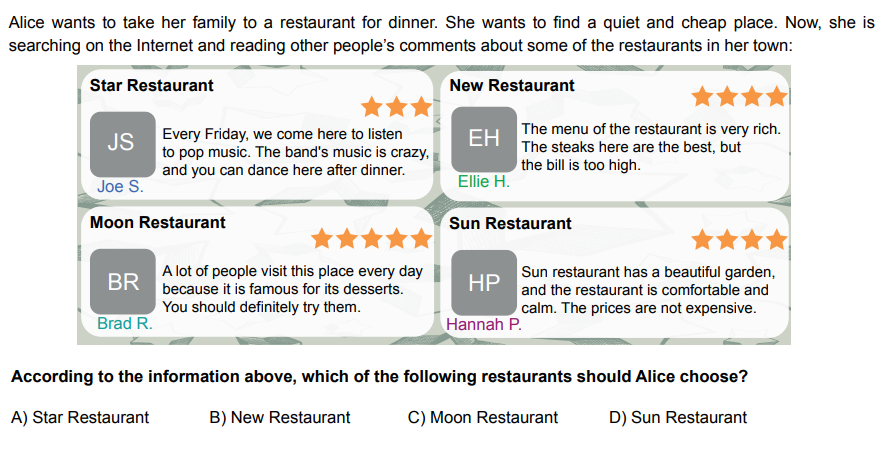 Alice wants to take her family to a restaurant for dinner. She wants to find a quiet and cheap place. Now, she is
searching on the Internet and reading other people's comments about some of the restaurants in her town:
Star Restaurant
JS
Every Friday, we come here to listen
to pop music. The band's music is crazy,
and you can dance here after dinner.
Joe S.
New Restaurant
EH
The menu of the restaurant is very rich.
The steaks here are the best, but
the bill is too high.
Ellie H.
Moon Restaurant
BR
A lot of people visit this place every day
because it is famous for its desserts.
You should definitely try them.
Brad R.
Sun Restaurant
HP
Sun restaurant has a beautiful garden,
and the restaurant is comfortable and
calm. The prices are not expensive.
Hannah P.
According to the information above, which of the following restaurants should Alice choose?
A) Star Restaurant B) New Restaurant C) Moon Restaurant D) Sun Restaurant